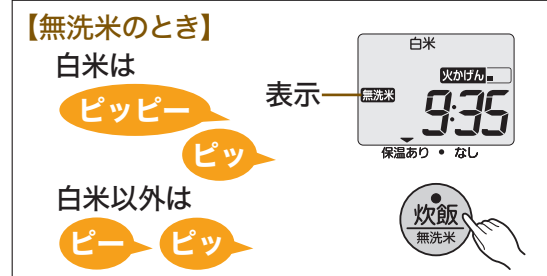 【無洗米のとき】
白米は
ピッピー
ピッ
白米以外は
ピー
ピッ
表示
白米
火かげん
無洗米
9:35
保温あり • なし
炊飯
無洗米